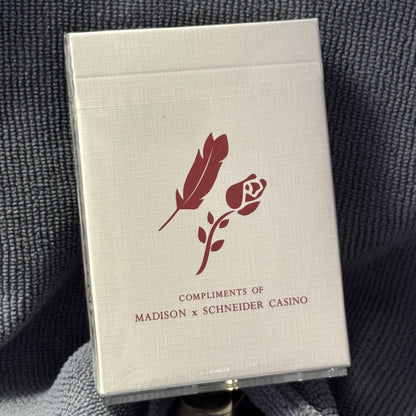 COMPLIMENTS OF
MADISON x SCHNEIDER CASINO